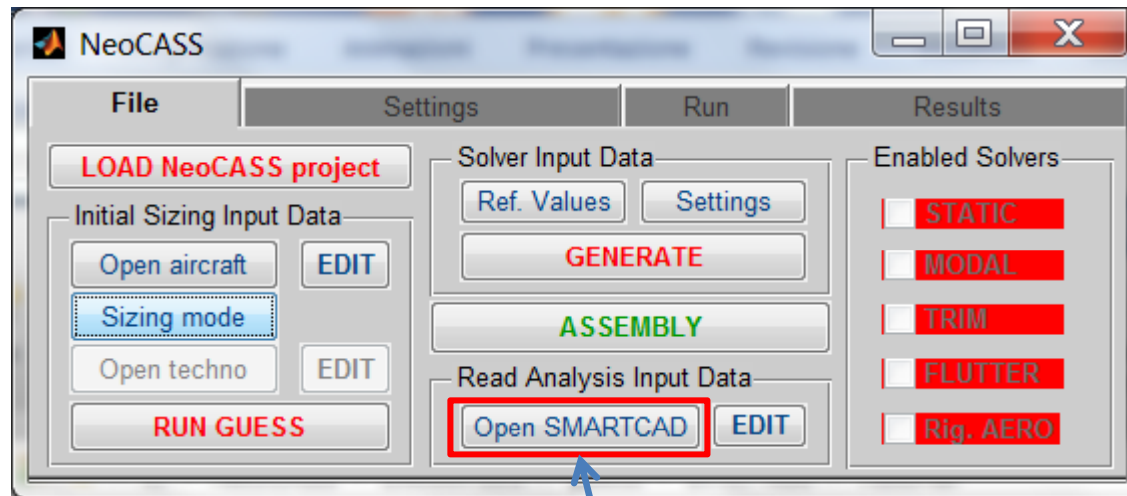 NeoCASS
File
Settings
Run
Results
LOAD NeoCASS project
Initial Sizing Input Data
Open aircraft
EDIT
Sizing mode
Open techno
EDIT
RUN GUESS
Solver Input Data
Ref. Values
Settings
GENERATE
ASSEMBLY
Read Analysis Input Data
Open SMARTCAD
EDIT
Enabled Solvers
STATIC
MODAL
TRIM
FLUTTER
Rig. AERO